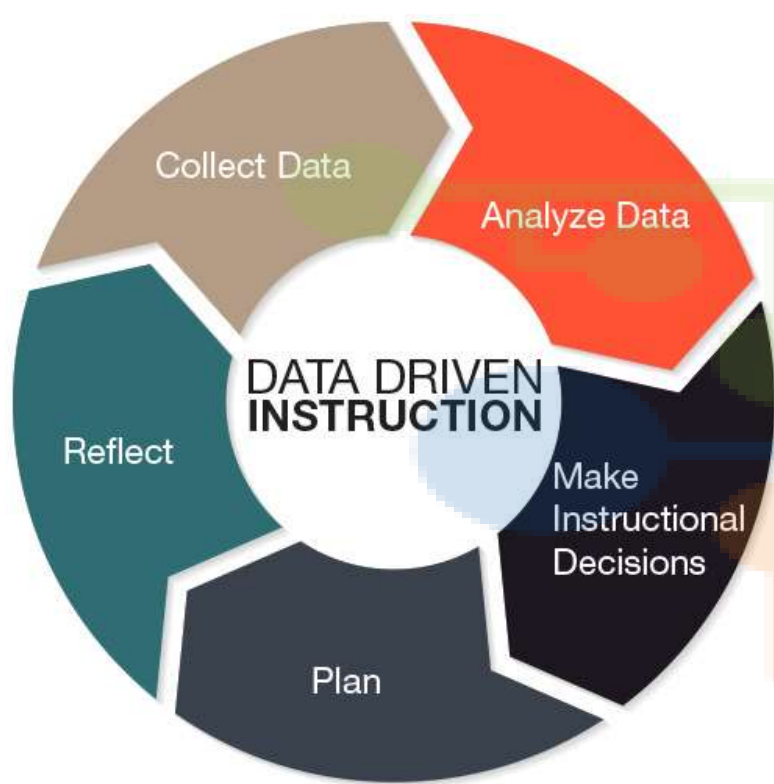 Collect Data
Analyze Data
DATA DRIVEN
INSTRUCTION
Reflect
Make
Instructional
Decisions
Plan